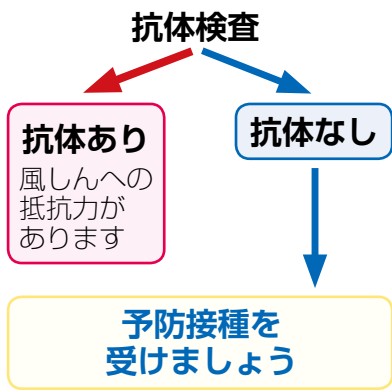 抗体検査
抗体あり
風しんへの
抵抗力が
あります
抗体なし
予防接種を
受けましょう